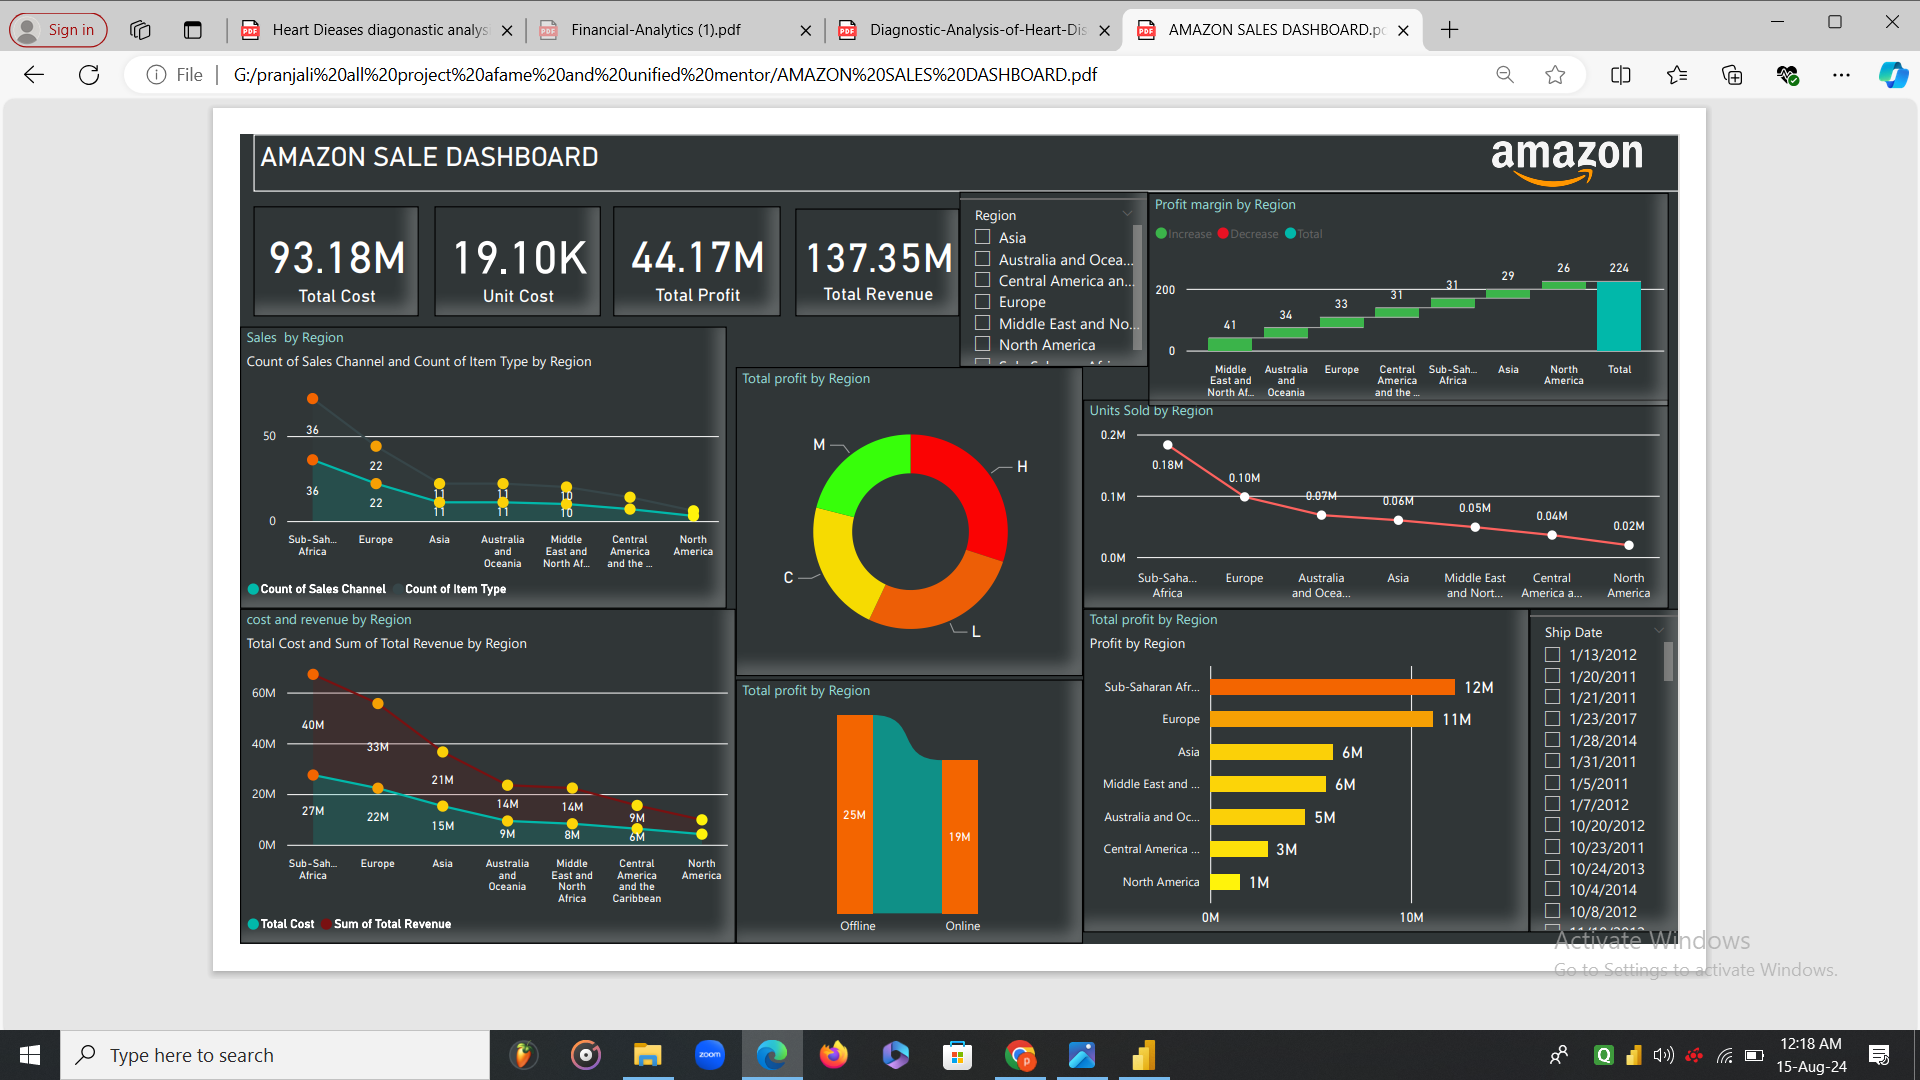 Sign in
Heart Dieases diagonastic analys
Financial-Analytics (1).pdf
Diagnostic-Analysis-of-Heart-Dis
AMAZON SALES DASHBOARD.pc
File
G:/pranjali%20all%20project%20afame%20and%20unified%20mentor/AMAZON%20SALES%20DASHBOARD.pdf
AMAZON SALE DASHBOARD
amazon
93.18M
Total Cost
19.10K
Unit Cost
44.17M
Total Profit
137.35M
Total Revenue
Region
Asia
Australia and Ocea...
Central America an...
Europe
Middle East and No...
North America
Profit margin by Region
Increase Decrease Total
200
0
41
34
33
31
31
29
26
224
Middle East and North Af...
Australia and Oceania
Europe
Central America and the ...
Sub-Sah... Africa
Asia
North America
Total
Sales by Region
Count of Sales Channel and Count of Item Type by Region
50
0
36
36
22
22
11
11
11
11
10
10
Sub-Sah... Africa
Europe
Asia
Australia and Oceania
Middle East and North Af...
Central America and the ...
North America
Count of Sales Channel Count of Item Type
Total profit by Region
M
H
C
L
Units Sold by Region
0.2M
0.1M
0.0M
0.18M
0.10M
0.07M
0.06M
0.05M
0.04M
0.02M
Sub-Saha... Africa
Europe
Australia and Ocea...
Asia
Middle East and Nort...
Central America a...
North America
cost and revenue by Region
Total Cost and Sum of Total Revenue by Region
60M
40M
20M
0M
40M
33M
21M
14M
14M
9M
27M
22M
15M
9M
8M
6M
Sub-Sah... Africa
Europe
Asia
Australia and Oceania
Middle East and North Africa
Central America and the Caribbean
North America
Total Cost Sum of Total Revenue
Total profit by Region
25M
19M
Offline
Online
Total profit by Region
Profit by Region
Sub-Saharan Afr... 12M
Europe 11M
Asia 6M
Middle East and ... 6M
Australia and Oc... 5M
Central America ... 3M
North America 1M
0M
10M
Ship Date
1/13/2012
1/20/2011
1/21/2011
1/23/2017
1/28/2014
1/31/2011
1/5/2011
1/7/2012
10/20/2012
10/23/2011
10/24/2013
10/4/2014
10/8/2012
Activate Windows
Go to Settings to activate Windows.
Type here to search
zoom
12:18 AM
15-Aug-24